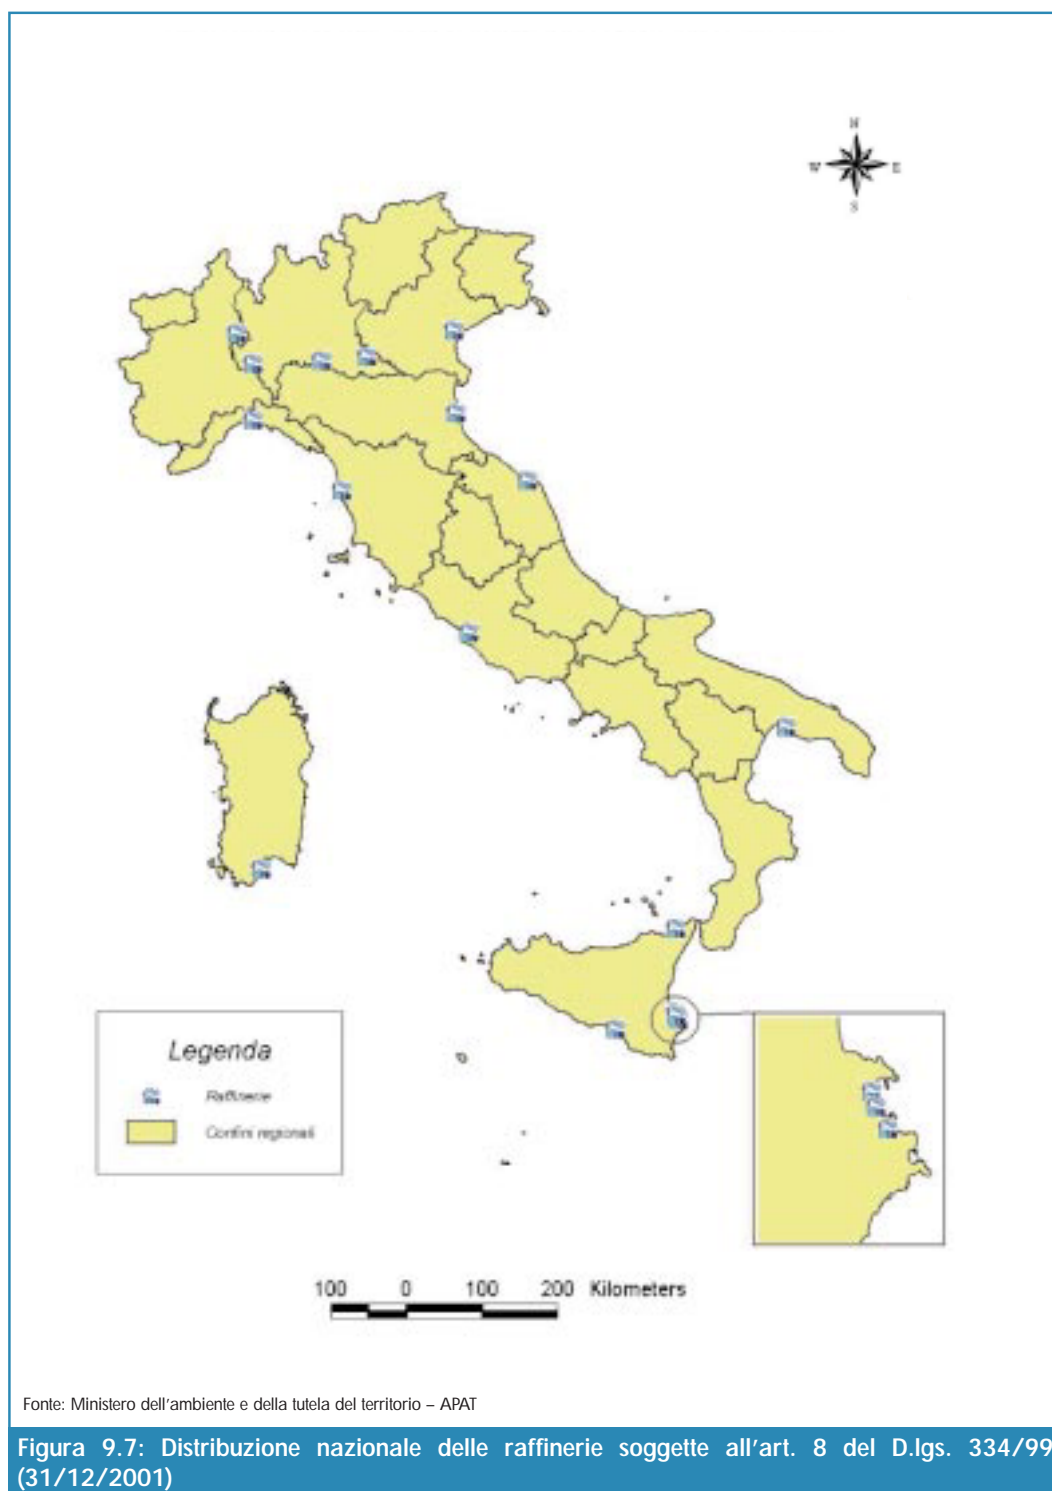 N
W E
S
Legenda
Raffinerie
Confini regionali
100 0 100 200 Kilometers
Fonte: Ministero dell'ambiente e della tutela del territorio – APAT
Figura 9.7: Distribuzione nazionale delle raffinerie soggette all'art. 8 del D.lgs. 334/99
(31/12/2001)